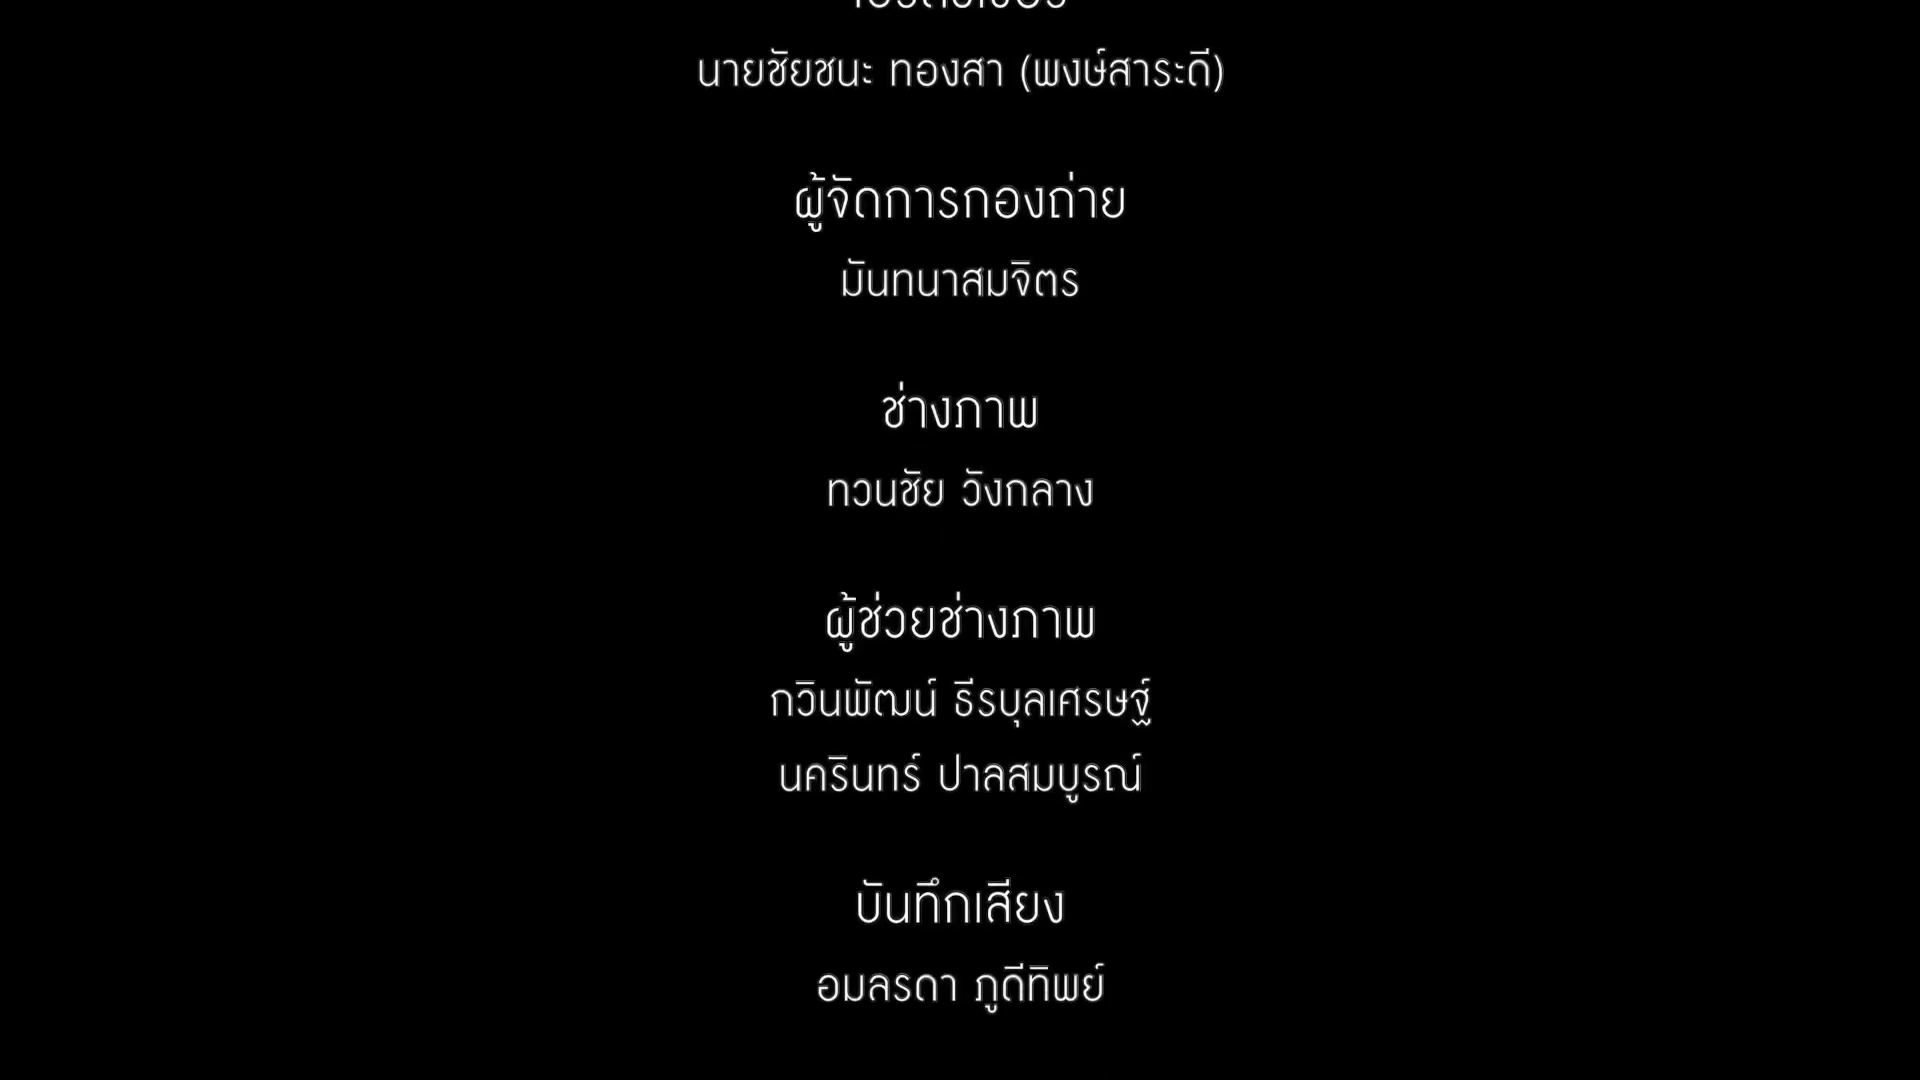 นายชัยชนะ ทองสา (พงษ์สาระดี)
ผู้จัดการกองถ่าย
มันทนาสมจิตร
ช่างภาพ
ทวนชัย วังกลาง
ผู้ช่วยช่างภาพ
กวินพัฒน์ ธีรบุลเศรษฐ์
นครินทร์ ปาลสมบูรณ์
บันทึกเสียง
อมลรดา ภูดีทิพย์